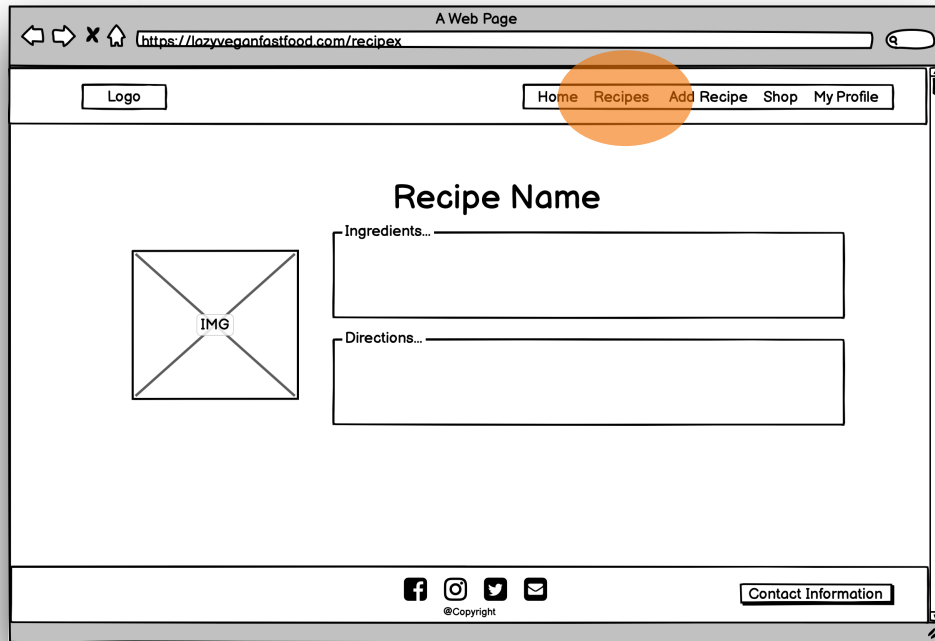 A Web Page
https://lazyveganfastfood.com/recipex
Logo
Home Recipes Add Recipe Shop My Profile
Recipe Name
Ingredients...
IMG
Directions...
@Copyright
Contact Information